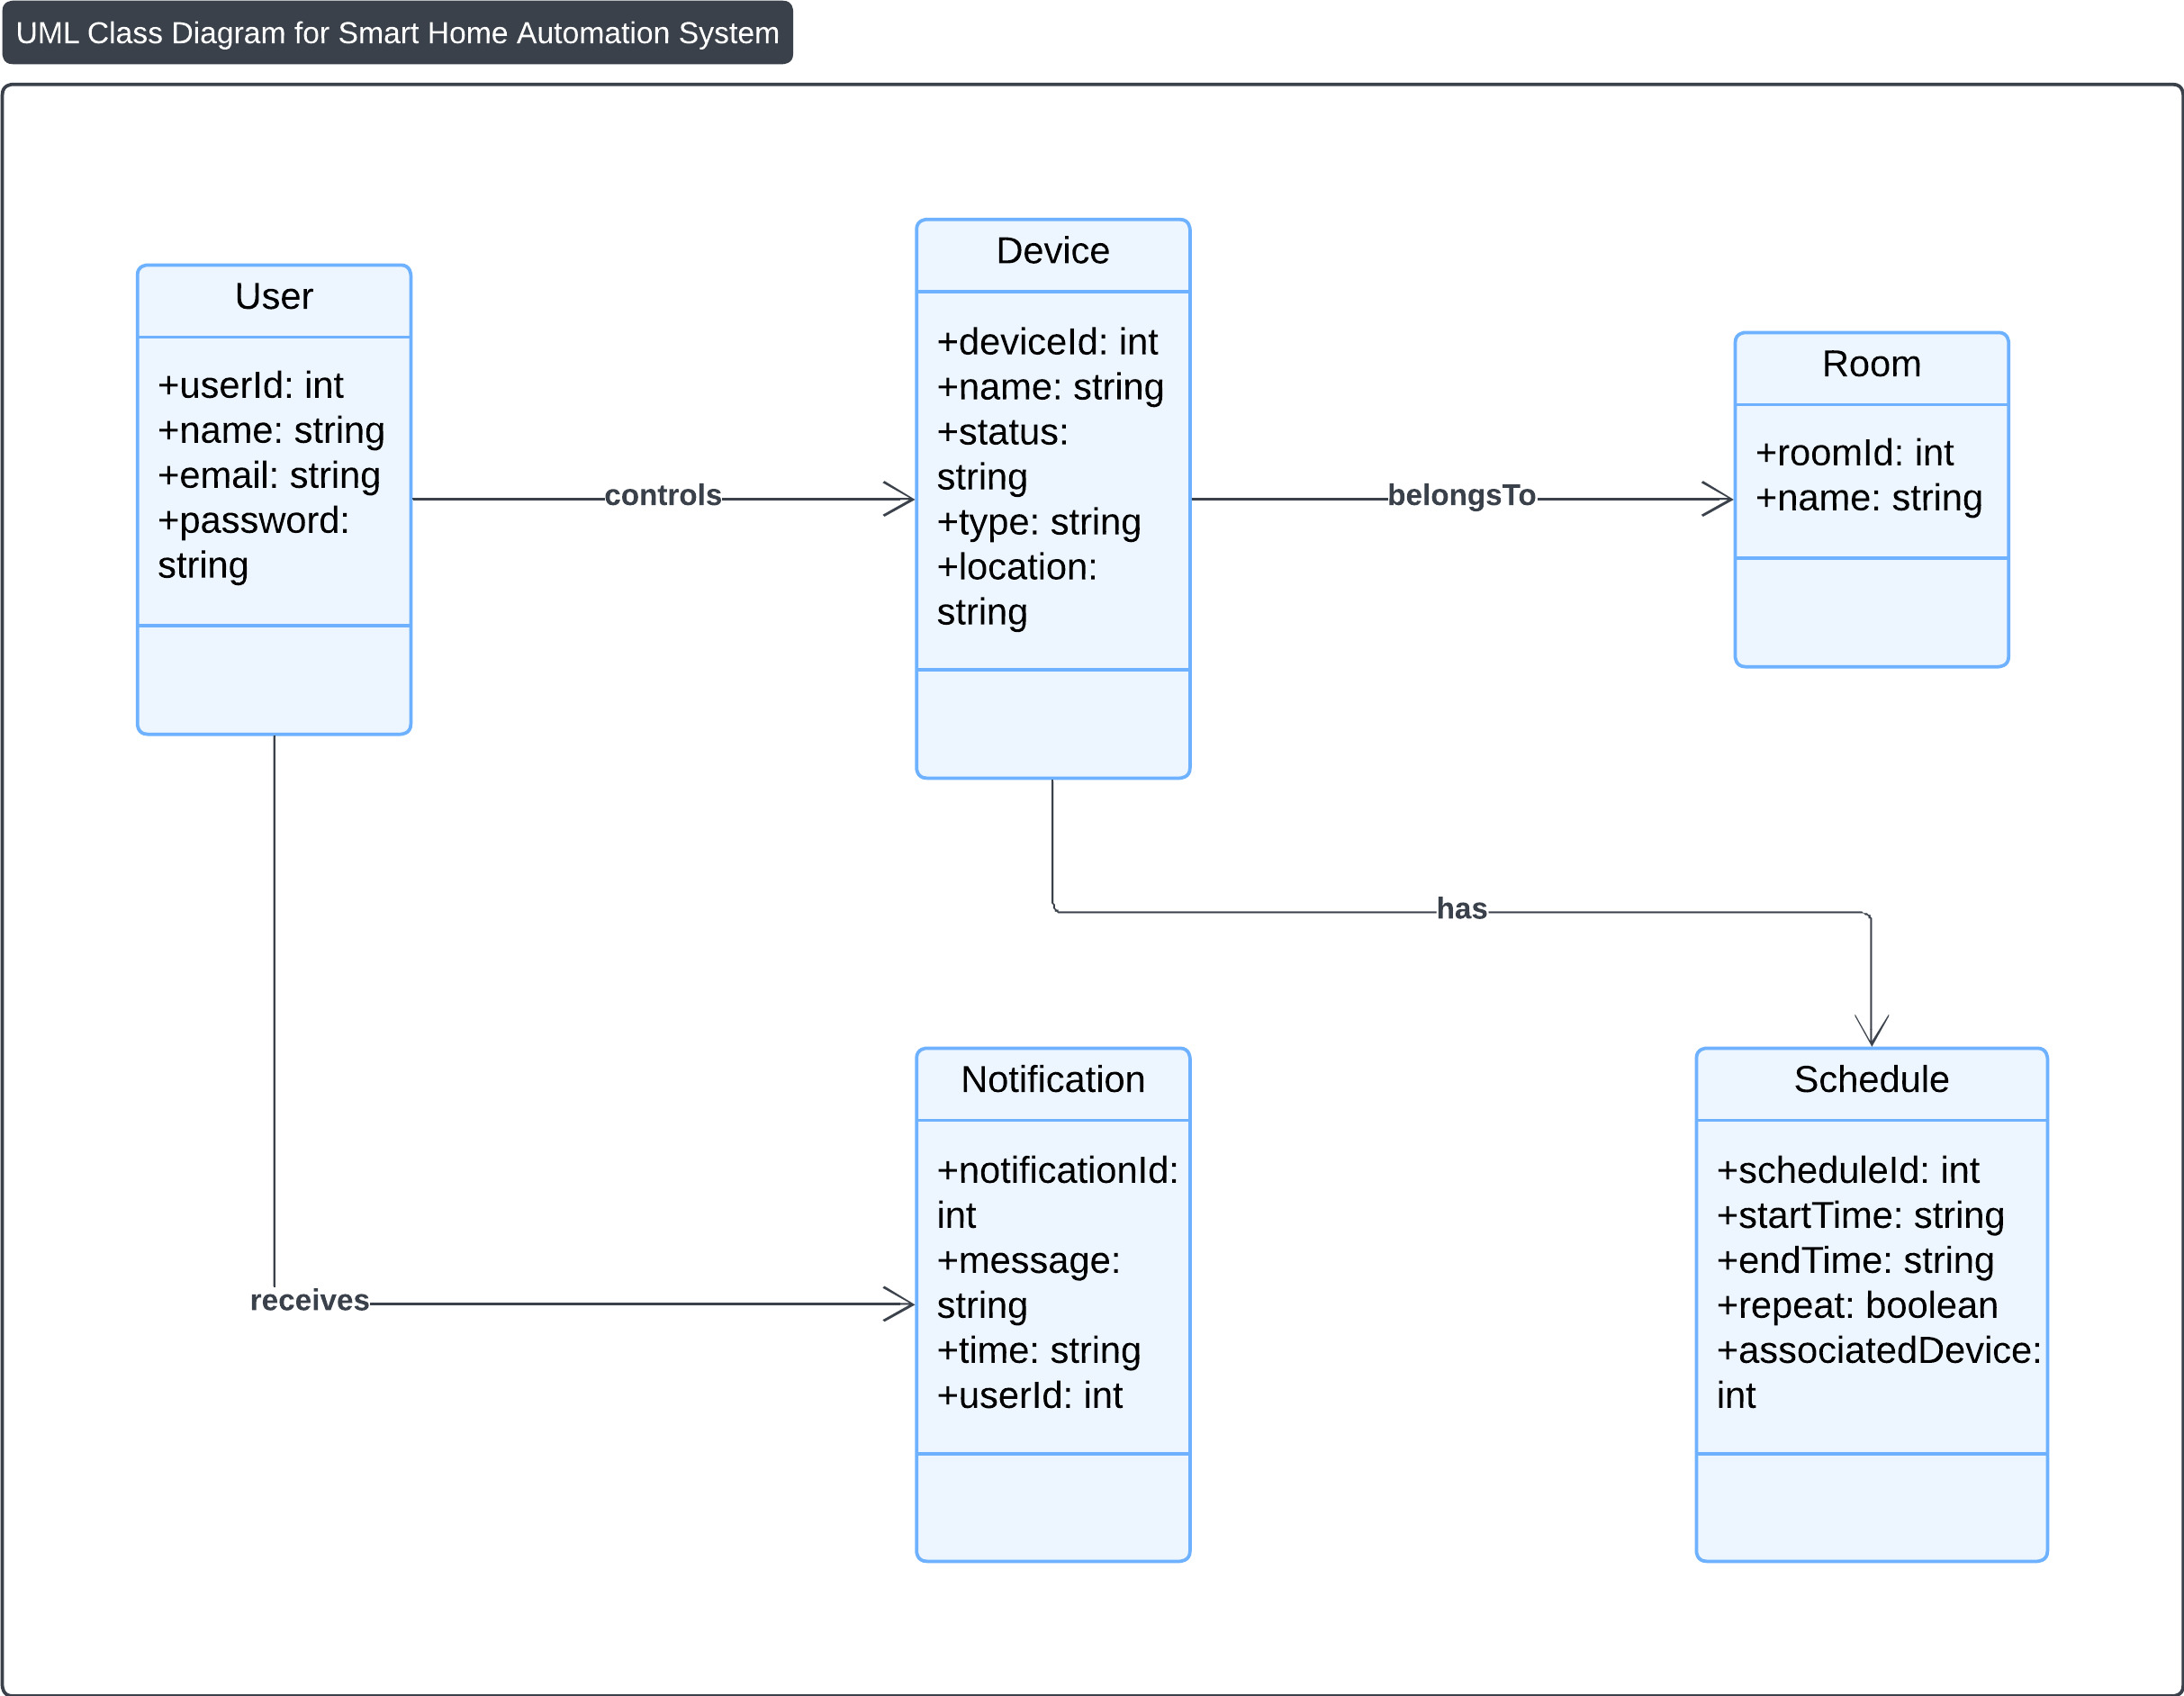 UML Class Diagram for Smart Home Automation System
User
+userId: int
+name: string
+email: string
+password:
string
controls
Device
+deviceId: int
+name: string
+status:
string
+type: string
+location:
string
belongsTo
Room
+roomId: int
+name: string
has
receives
Notification
+notificationId:
int
+message:
string
+time: string
+userId: int
Schedule
+scheduleId: int
+startTime: string
+endTime: string
+repeat: boolean
+associatedDevice:
int